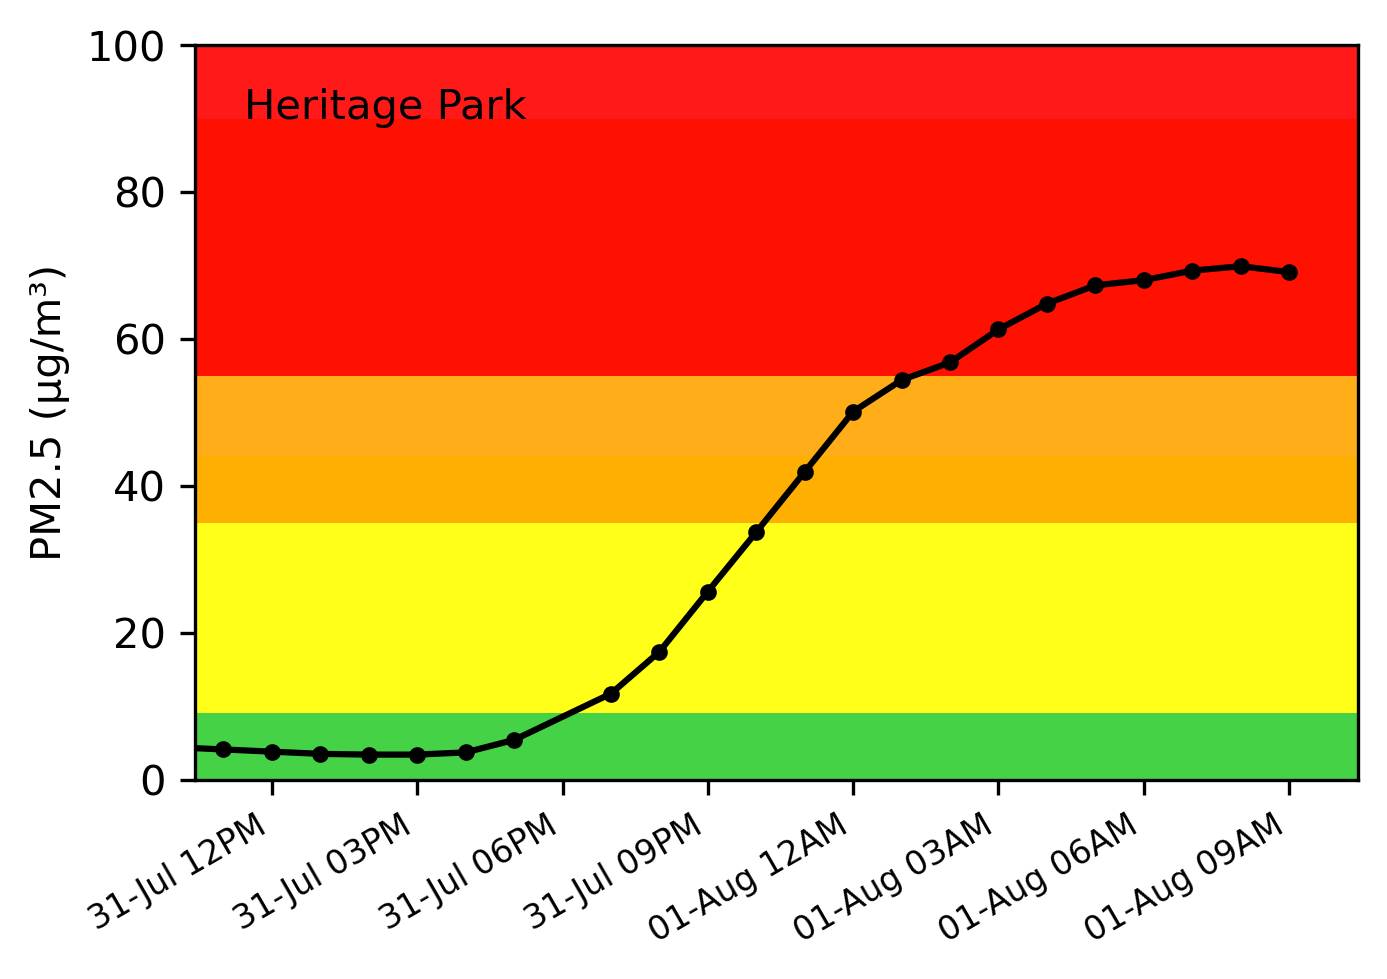 Heritage Park
PM2.5 (µg/m³)
100
80
60
40
20
0
31-Jul 12PM
31-Jul 03PM
31-Jul 06PM
31-Jul 09PM
01-Aug 12AM
01-Aug 03AM
01-Aug 06AM
01-Aug 09AM